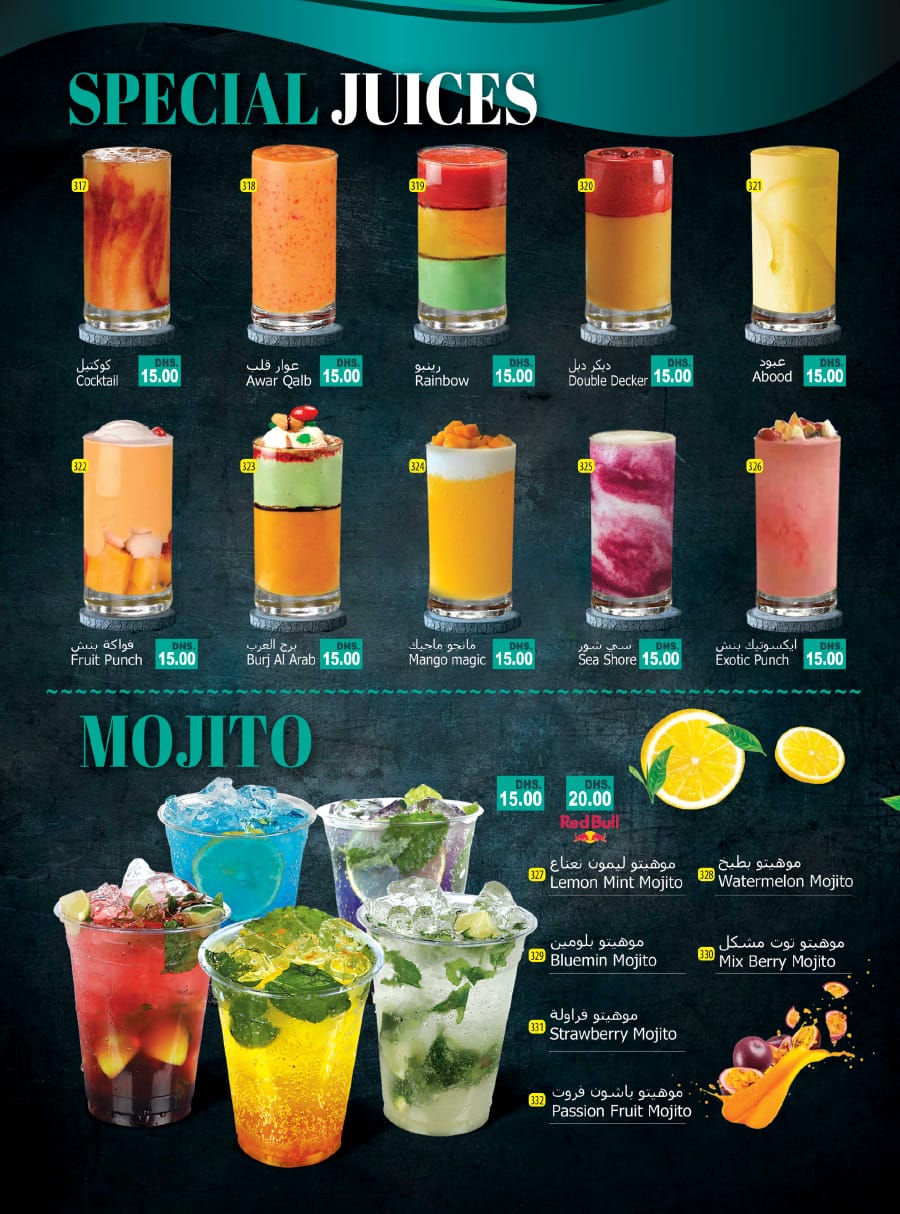 SPECIAL JUICES
317
كوكتيل
Cocktail
DHS.
15.00
318
عوار قلب
Awar Qalb
DHS.
15.00
319
رينبو
Rainbow
DHS.
15.00
320
ديكر دبل
Double Decker
DHS.
15.00
321
عبود
Abood
DHS.
15.00
322
فواكة بنش
Fruit Punch
DHS.
15.00
323
برج العرب
Burj Al Arab
DHS.
15.00
324
مانجو ماجيك
Mango magic
DHS.
15.00
325
سي شور
Sea Shore
DHS.
15.00
326
ايكسوتيك بنش
Exotic Punch
DHS.
15.00
MOJITO
DHS.
15.00
DHS.
20.00
Red Bull
327
موهيتو ليمون نعناع
Lemon Mint Mojito
328
موهيتو بطيخ
Watermelon Mojito
329
موهيتو بلومين
Bluemin Mojito
330
موهيتو توت مشكل
Mix Berry Mojito
331
موهيتو فراولة
Strawberry Mojito
332
موهيتو باشون فروت
Passion Fruit Mojito